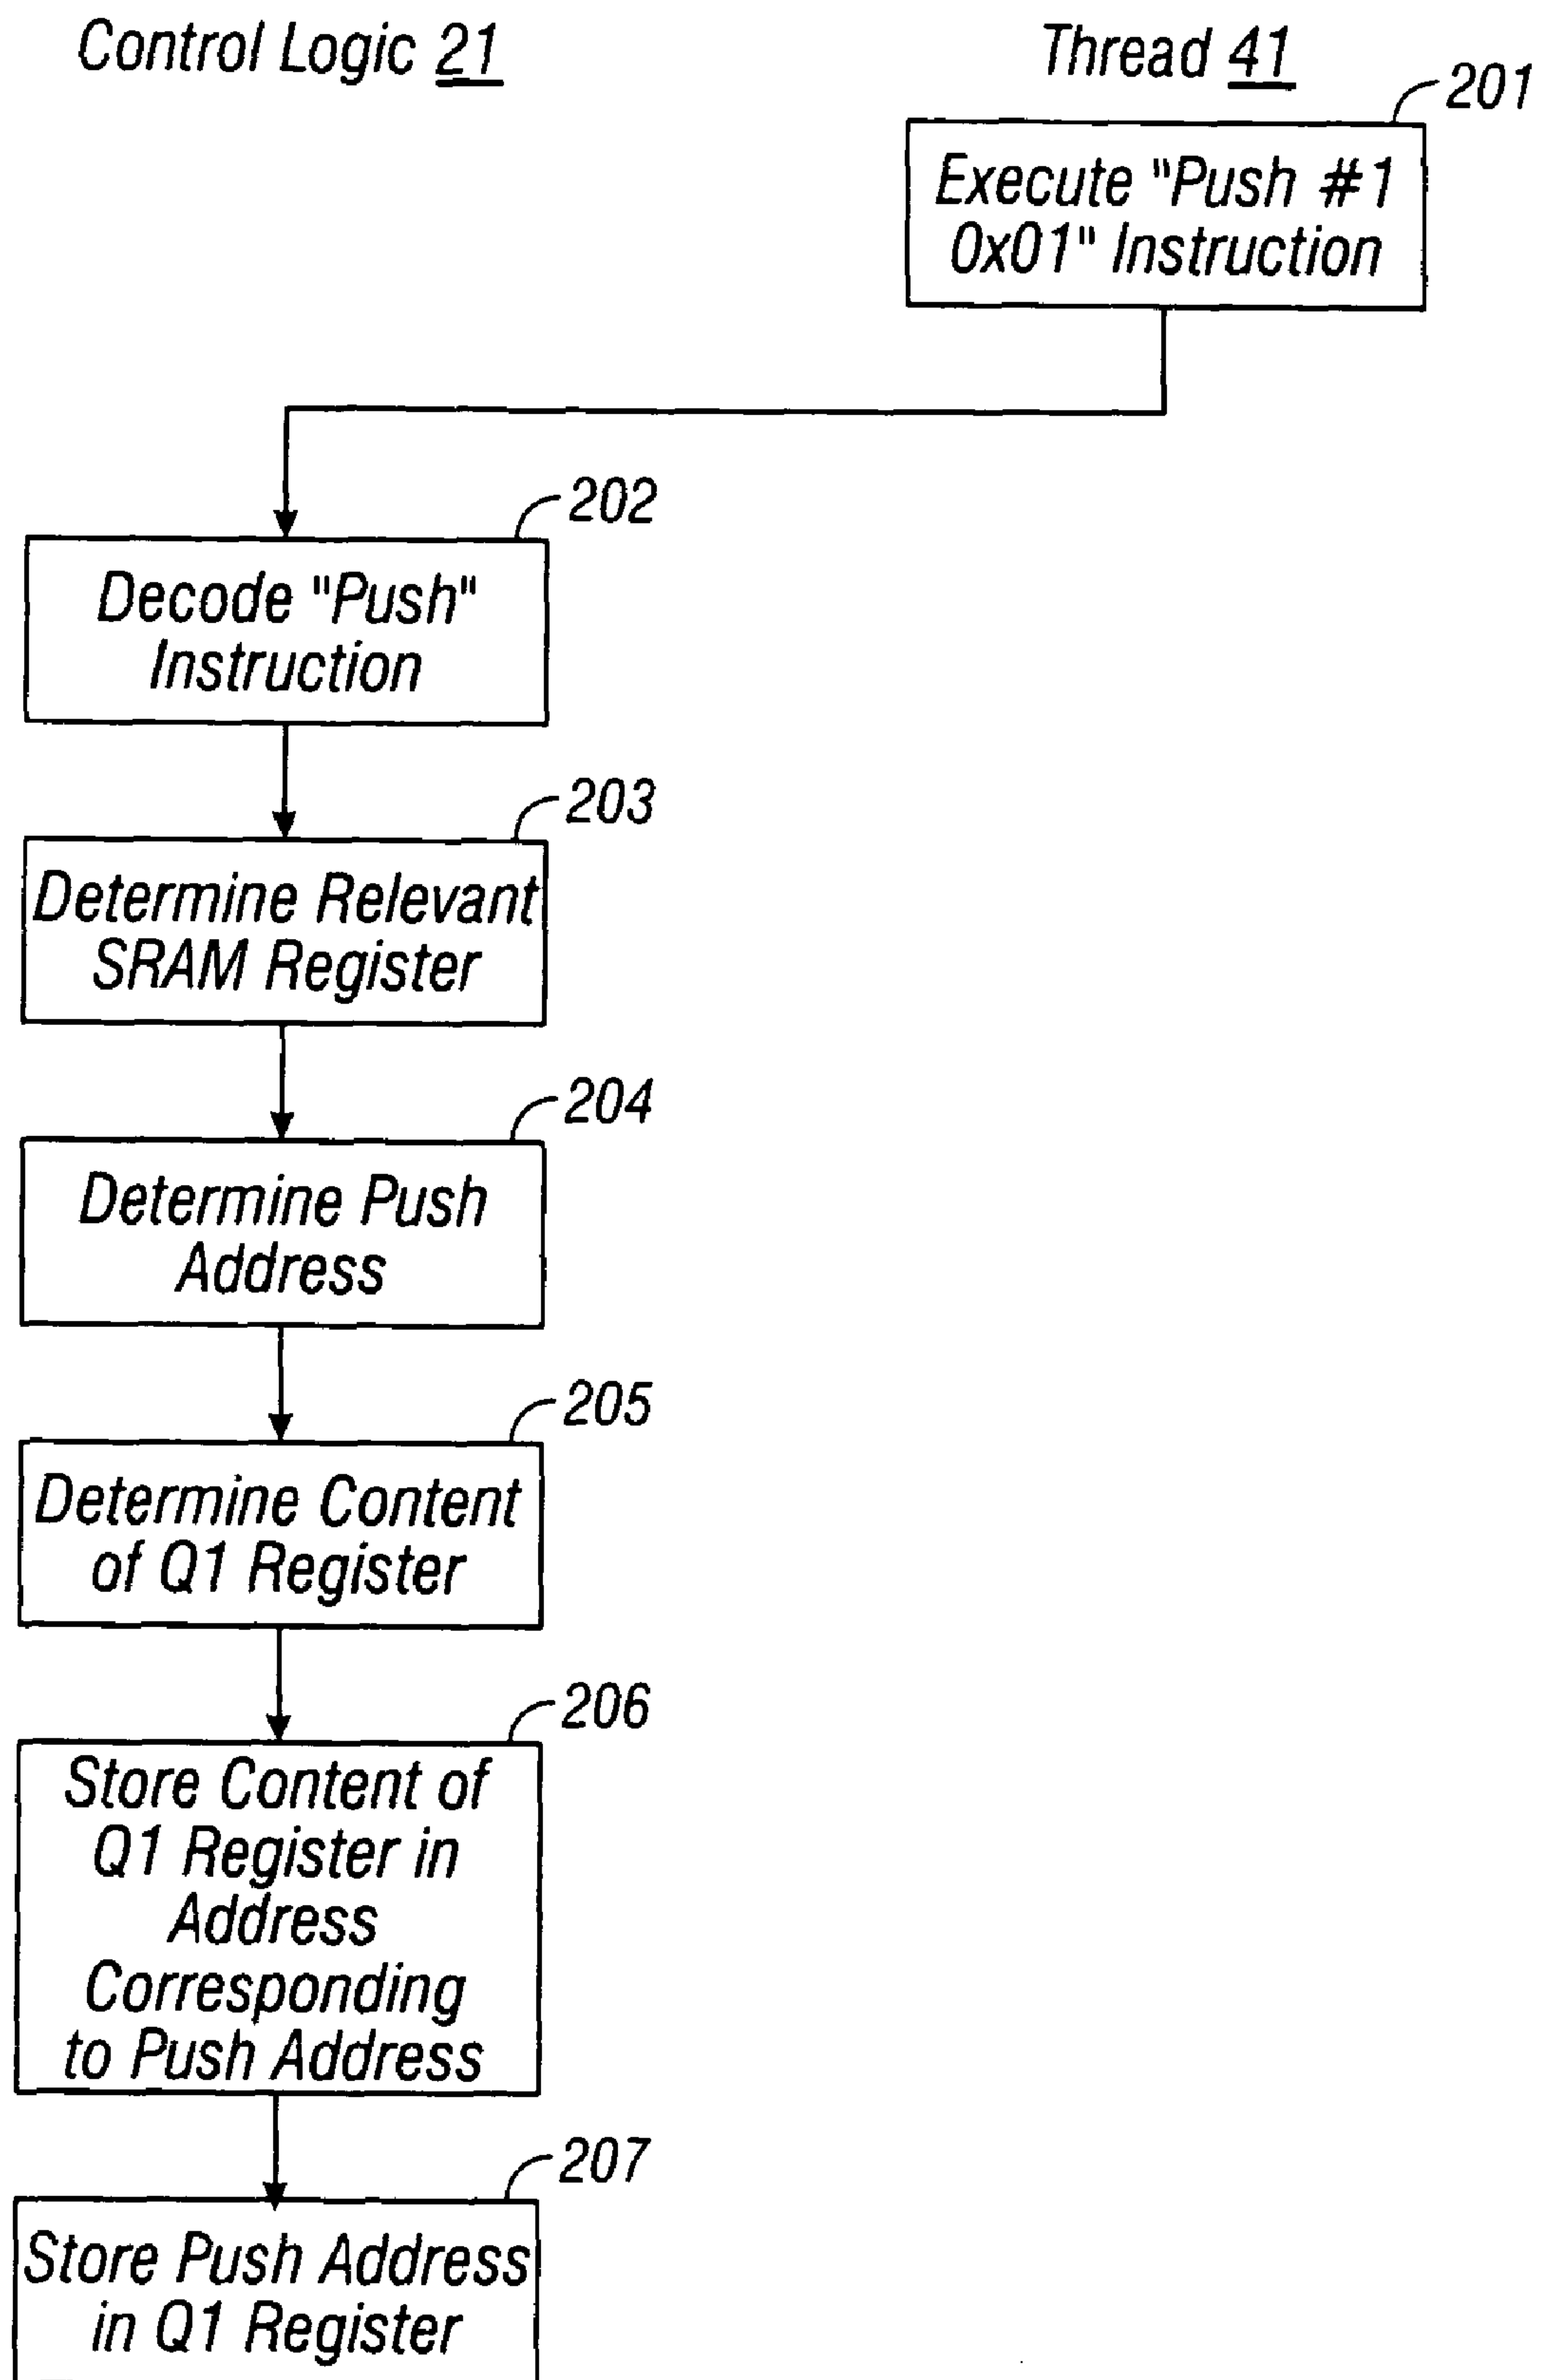 Control Logic 21
Thread 41
201
Execute "Push #1
0x01" Instruction
202
Decode "Push"
Instruction
203
Determine Relevant
SRAM Register
204
Determine Push
Address
205
Determine Content
of Q1 Register
206
Store Content of
Q1 Register in
Address
Corresponding
to Push Address
207
Store Push Address
in Q1 Register